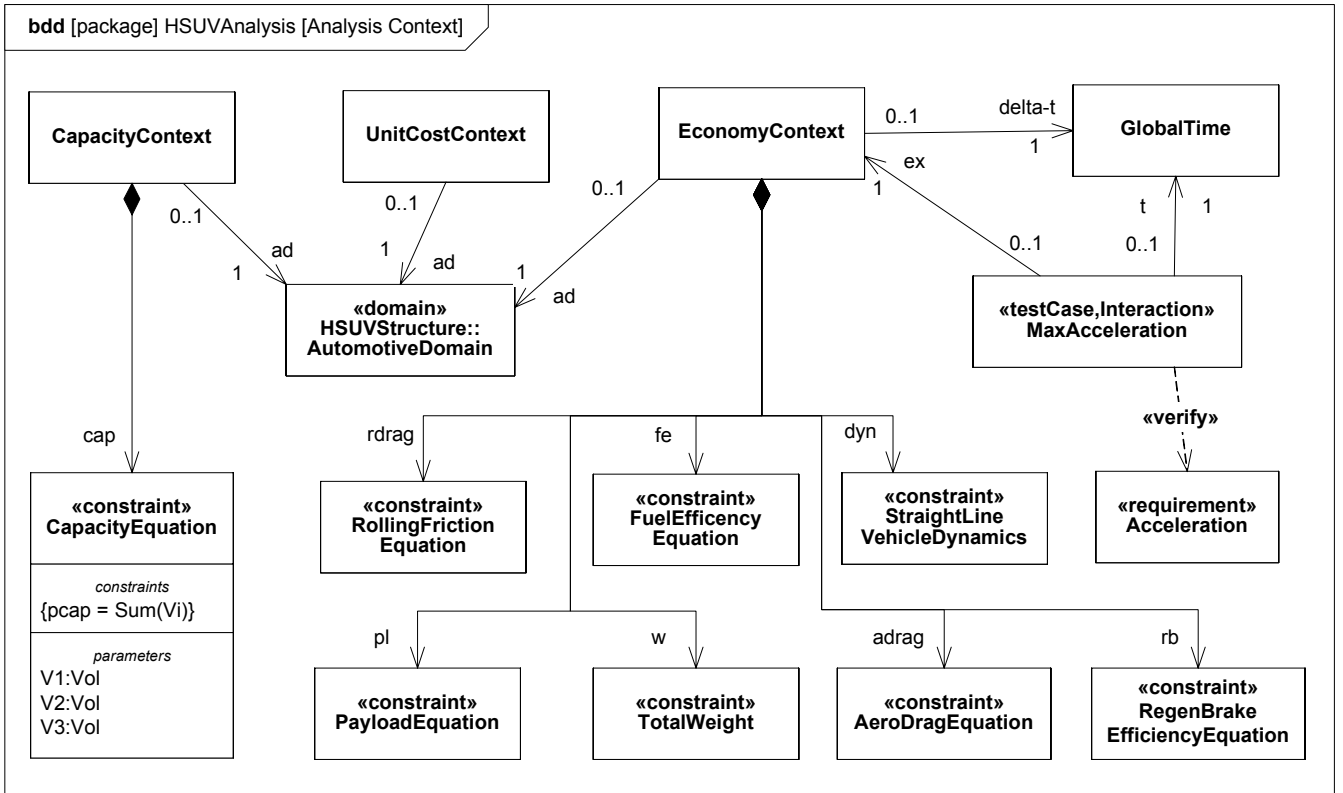 bdd [package] HSUVAnalysis [Analysis Context]
CapacityContext
UnitCostContext
EconomyContext
GlobalTime
0..1
delta-t
1
ex
1
0..1
t
1
0..1
0..1
ad
1
0..1
1
ad
0..1
1
ad
«domain»
HSUVStructure::
AutomotiveDomain
«testCase,Interaction»
MaxAcceleration
«verify»
cap
rdrag
fe
dyn
«constraint»
CapacityEquation
constraints
{pcap = Sum(Vi)}
parameters
V1:Vol
V2:Vol
V3:Vol
«constraint»
RollingFriction
Equation
«constraint»
FuelEfficency
Equation
«constraint»
StraightLine
VehicleDynamics
«requirement»
Acceleration
pl
w
adrag
rb
«constraint»
PayloadEquation
«constraint»
TotalWeight
«constraint»
AeroDragEquation
«constraint»
RegenBrake
EfficiencyEquation